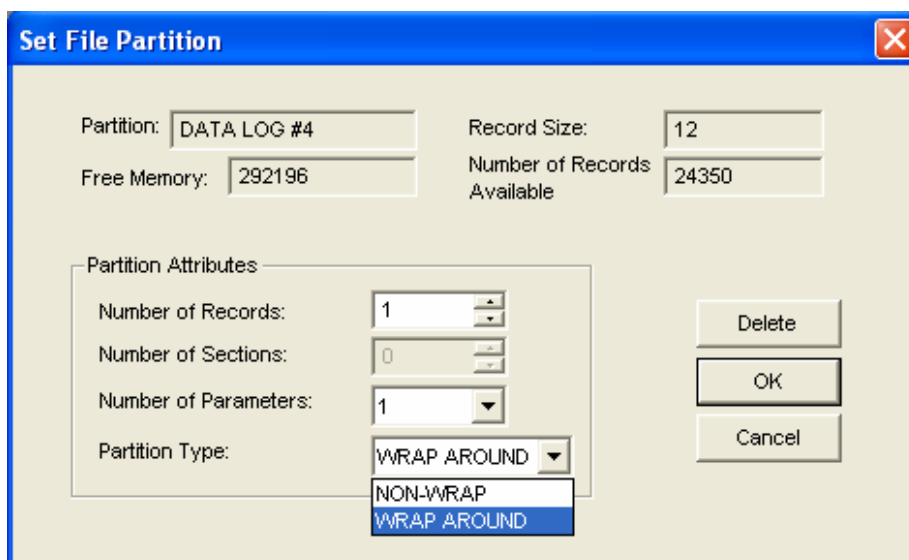 Set File Partition
Partition: DATA LOG #4
Record Size: 12
Free Memory: 292196
Number of Records Available 24350
Partition Attributes
Number of Records: 1
Number of Sections: 0
Number of Parameters: 1
Partition Type: WRAP AROUND
NON-WRAP
WRAP AROUND
Delete
OK
Cancel